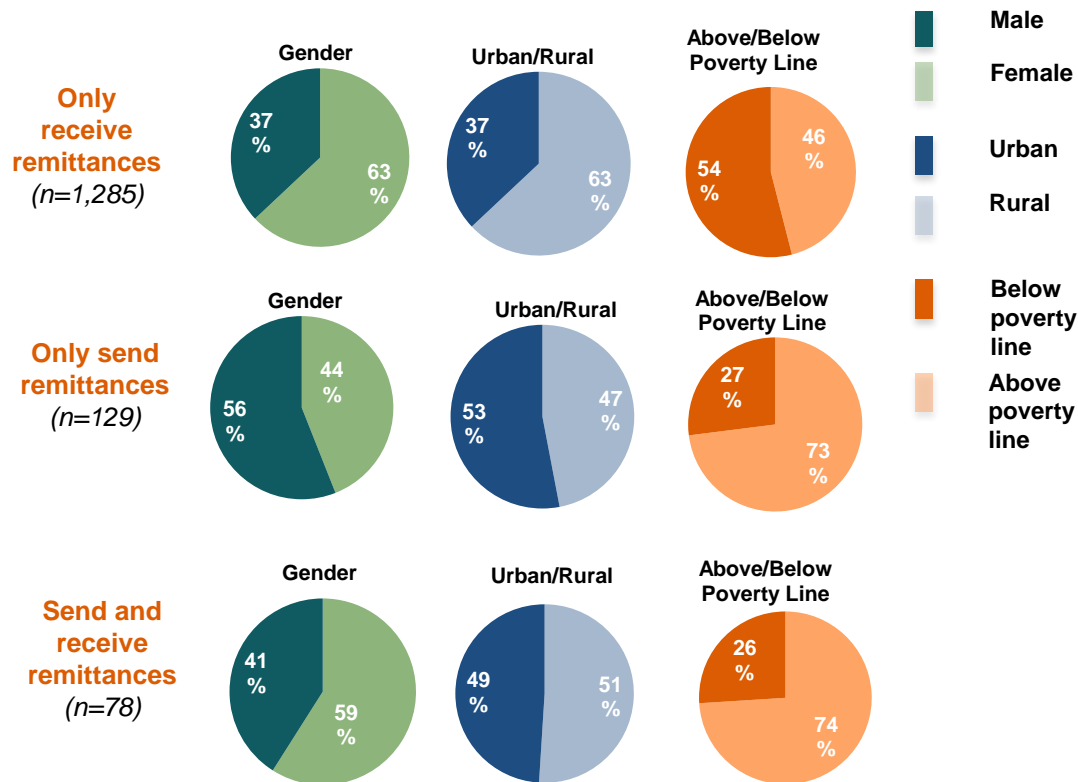 Only
receive
remittances
(n=1,285)
Gender
37
%
63
%
Urban/Rural
37
%
63
%
Above/Below
Poverty Line
54
%
46
%
Only send
remittances
(n=129)
Gender
56
%
44
%
Urban/Rural
53
%
47
%
Above/Below
Poverty Line
27
%
73
%
Send and
receive
remittances
(n=78)
Gender
41
%
59
%
Urban/Rural
49
%
51
%
Above/Below
Poverty Line
26
%
74
%
Male
Female
Urban
Rural
Below
poverty
line
Above
poverty
line